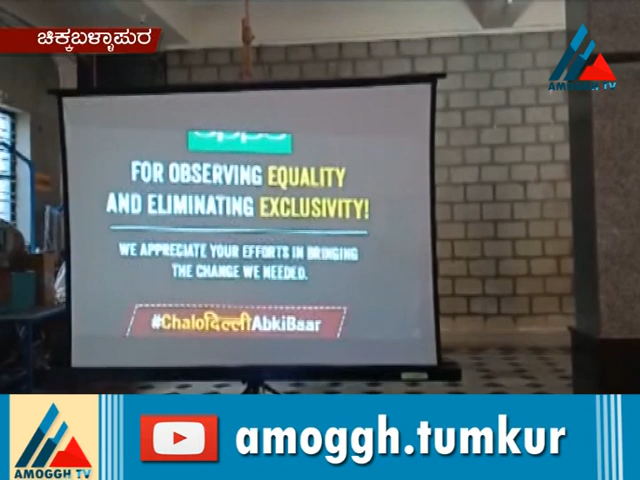 ಚಿಕ್ಕಬಳ್ಳಾಪುರ
AMOGGH TV
oppo
FOR OBSERVING EQUALITY
AND ELIMINATING EXCLUSIVITY!
WE APPRECIATE YOUR EFFORTS IN BRINGING
THE CHANGE WE NEEDED.
#Chaloदिल्लीAbkiBaar
AMOGGH TV
amoggh.tumkur